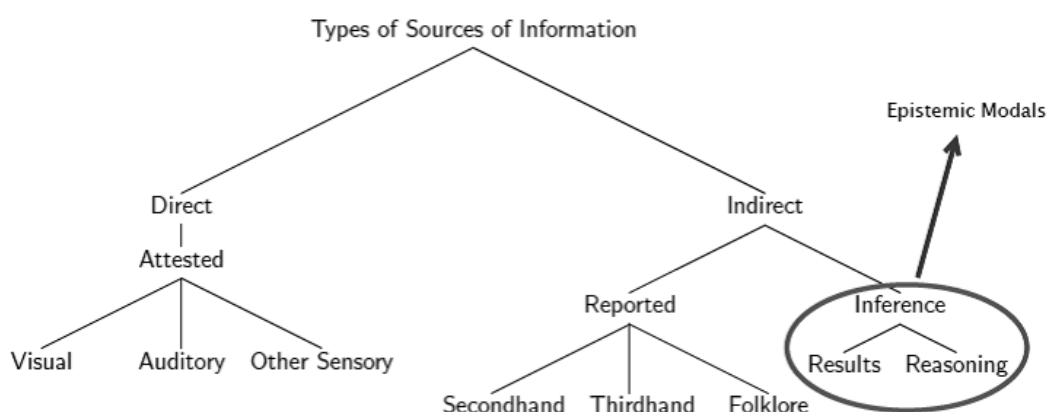 Types of Sources of Information
Epistemic Modals
Direct Indirect
Attested
Reported Inference
Visual Auditory Other Sensory Results Reasoning
Secondhand Thirdhand Folklore